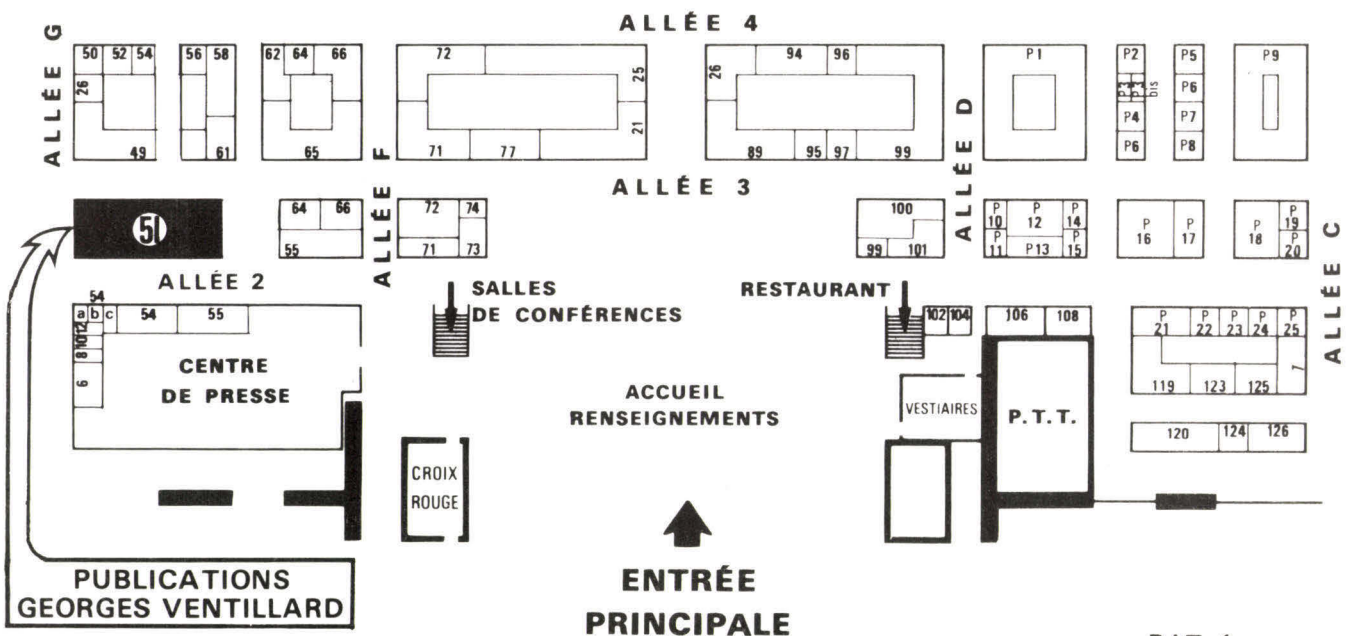 ALLÉE 4
ALLÉE G
50 52 54
56 58
62 64 66
72
94 96
P1
P2
P5
P9
26
25
26
bis
P6
P4
P7
21
P6
P8
49
61
65
71 77
89 95 97 99
ALLÉE F
ALLÉE 3
ALLÉE D
51
64 66
55
72 74
71 73
100
99 101
P 10
P 12
P 14
P 11
P 13
P 15
P 16
P 17
P 18
P 19
P 20
ALLÉE C
ALLÉE 2
54
a b c 54 55
10 12
8
6
CENTRE
DE PRESSE
SALLES
DE CONFÉRENCES
RESTAURANT
102 104
106 108
P 21
P 22
P 23
P 24
P 25
7
119 123 125
120 124 126
ACCUEIL
RENSEIGNEMENTS
VESTIAIRES
P.T.T.
CROIX
ROUGE
PUBLICATIONS
GEORGES VENTILLARD
ENTRÉE
PRINCIPALE